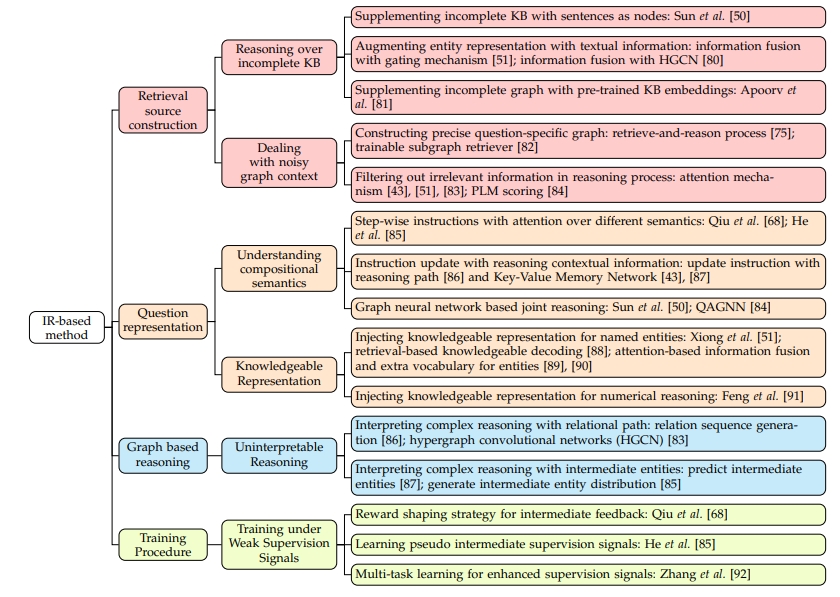 IR-based
method
Retrieval
source
construction
Reasoning over
incomplete KB
Supplementing incomplete KB with sentences as nodes: Sun et al. [50]
Augmenting entity representation with textual information: information fusion
with gating mechanism [51]; information fusion with HGCN [80]
Supplementing incomplete graph with pre-trained KB embeddings: Apoorv et
al. [81]
Dealing
with noisy
graph context
Constructing precise question-specific graph: retrieve-and-reason process [75];
trainable subgraph retriever [82]
Filtering out irrelevant information in reasoning process: attention mecha-
nism [43], [51], [83]; PLM scoring [84]
Question
representation
Understanding
compositional
semantics
Step-wise instructions with attention over different semantics: Qiu et al. [68]; He
et al. [85]
Instruction update with reasoning contextual information: update instruction with
reasoning path [86] and Key-Value Memory Network [43], [87]
Graph neural network based joint reasoning: Sun et al. [50]; QAGNN [84]
Knowledgeable
Representation
Injecting knowledgeable representation for named entities: Xiong et al. [51];
retrieval-based knowledgeable decoding [88]; attention-based information fusion
and extra vocabulary for entities [89], [90]
Injecting knowledgeable representation for numerical reasoning: Feng et al. [91]
Graph based
reasoning
Uninterpretable
Reasoning
Interpreting complex reasoning with relational path: relation sequence genera-
tion [86]; hypergraph convolutional networks (HGCN) [83]
Interpreting complex reasoning with intermediate entities: predict intermediate
entities [87]; generate intermediate entity distribution [85]
Training
Procedure
Training under
Weak Supervision
Signals
Reward shaping strategy for intermediate feedback: Qiu et al. [68]
Learning pseudo intermediate supervision signals: He et al. [85]
Multi-task learning for enhanced supervision signals: Zhang et al. [92]